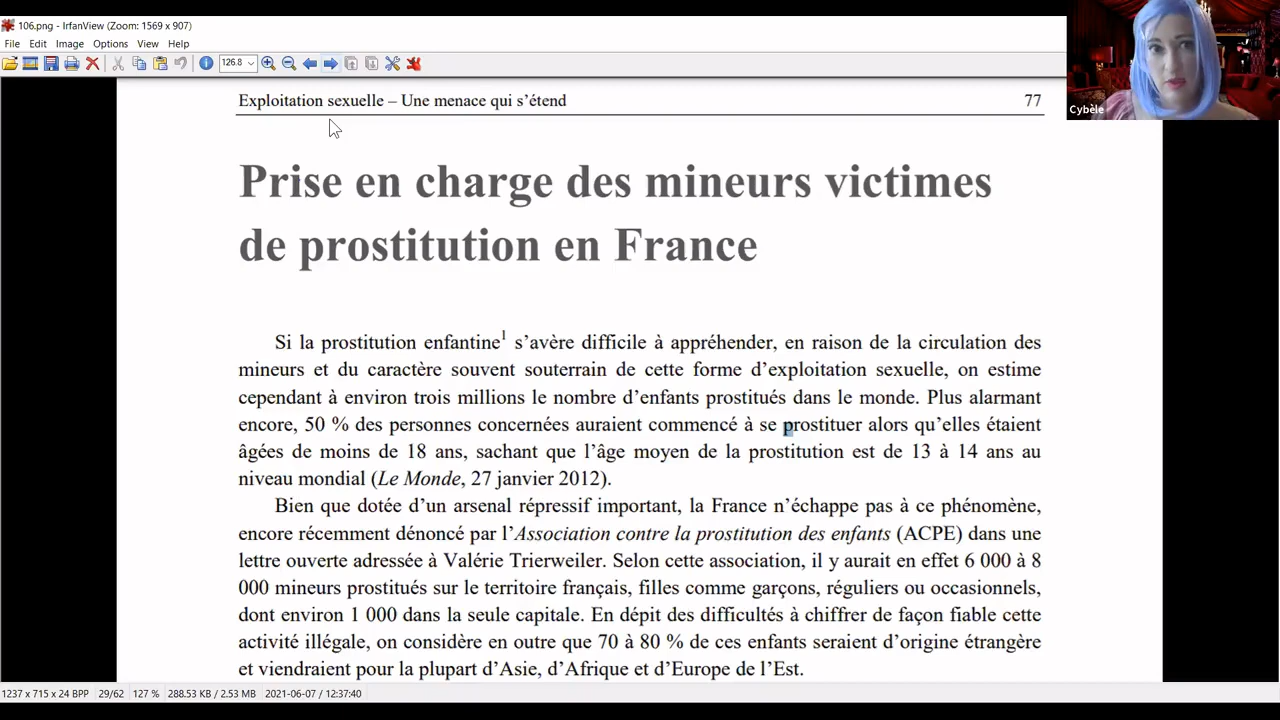 106.png - IrfanView (Zoom: 1569 x 907)
File Edit Image Options View Help
126.8
Cybèle
Exploitation sexuelle – Une menace qui s’étend 77
Prise en charge des mineurs victimes
de prostitution en France
Si la prostitution enfantine¹ s’avère difficile à appréhender, en raison de la circulation des
mineurs et du caractère souvent souterrain de cette forme d’exploitation sexuelle, on estime
cependant à environ trois millions le nombre d’enfants prostitués dans le monde. Plus alarmant
encore, 50 % des personnes concernées auraient commencé à se prostituer alors qu’elles étaient
âgées de moins de 18 ans, sachant que l’âge moyen de la prostitution est de 13 à 14 ans au
niveau mondial (Le Monde, 27 janvier 2012).
Bien que dotée d’un arsenal répressif important, la France n’échappe pas à ce phénomène,
encore récemment dénoncé par l’Association contre la prostitution des enfants (ACPE) dans une
lettre ouverte adressée à Valérie Trierweiler. Selon cette association, il y aurait en effet 6 000 à 8
000 mineurs prostitués sur le territoire français, filles comme garçons, réguliers ou occasionnels,
dont environ 1 000 dans la seule capitale. En dépit des difficultés à chiffrer de façon fiable cette
activité illégale, on considère en outre que 70 à 80 % de ces enfants seraient d’origine étrangère
et viendraient pour la plupart d’Asie, d’Afrique et d’Europe de l’Est.
1237 x 715 x 24 BPP 29/62 127 % 288.53 KB / 2.53 MB 2021-06-07 / 12:37:40